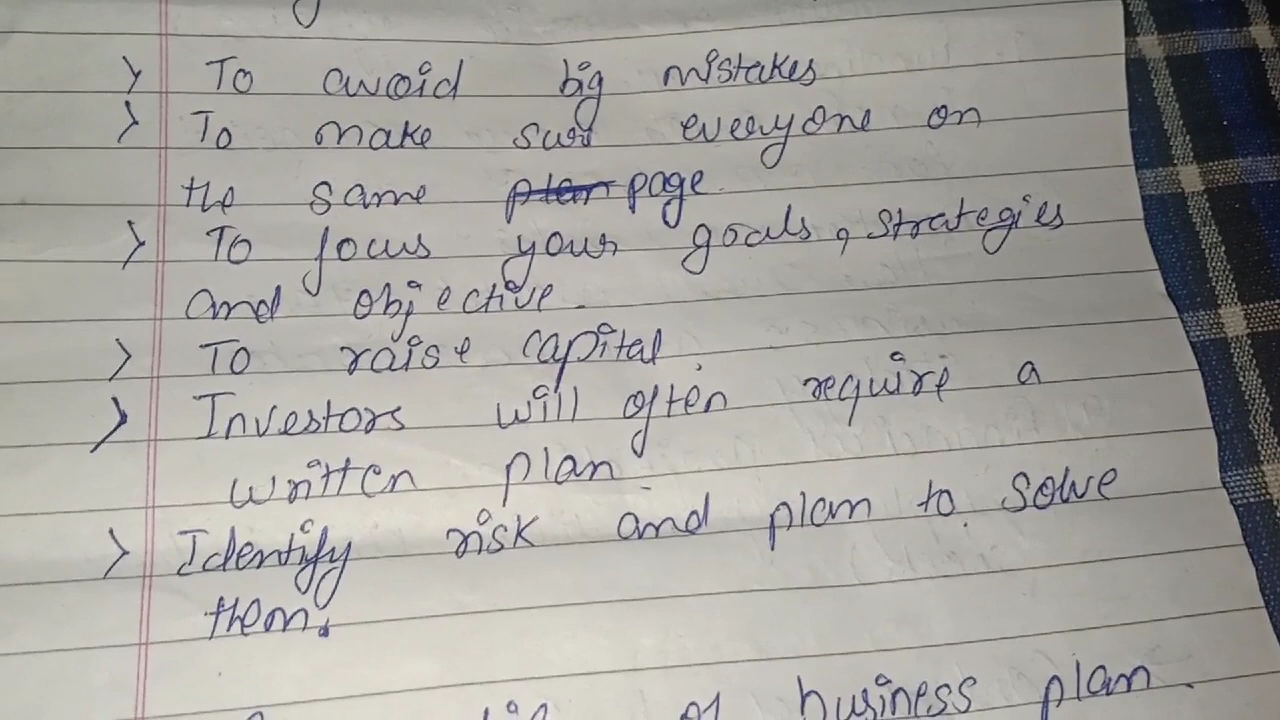 > To avoid big mistakes
> To make sure everyone on
the same plan page.
> To focus your goals, strategies
and objective.
> To raise capital.
> Investors will often require a
written plan.
> Identify risk and plan to solve
them.
of business plan.